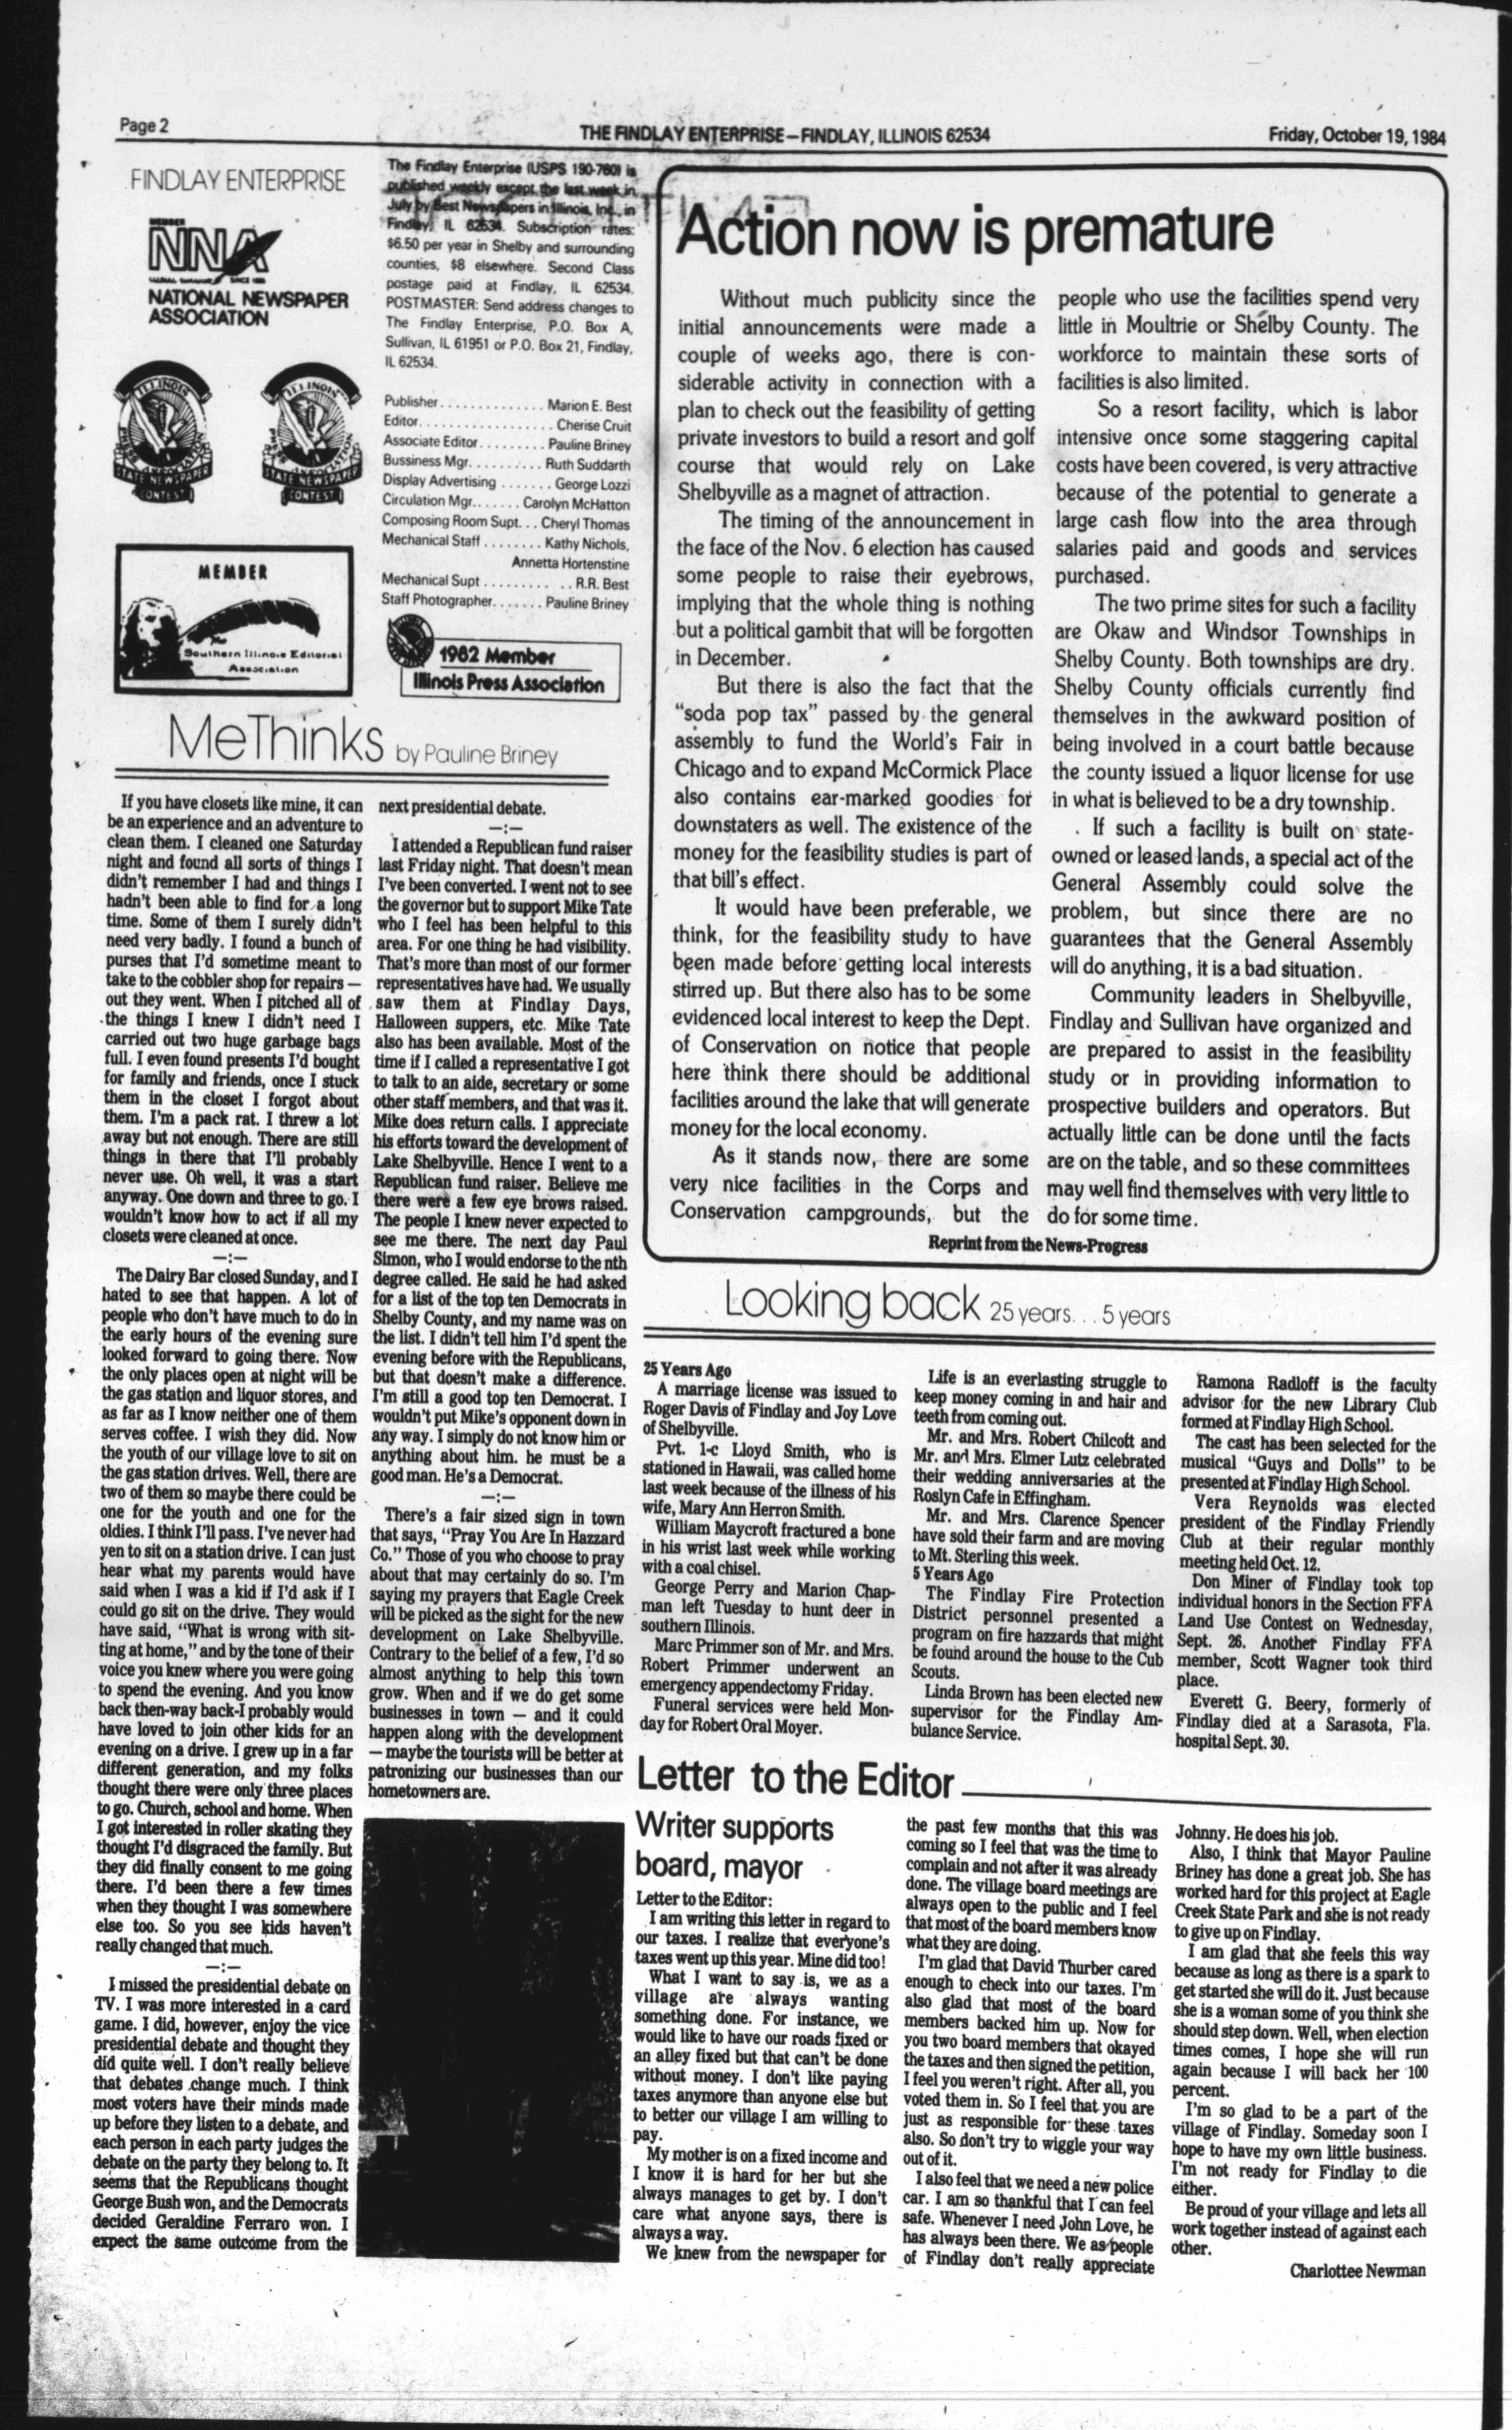 Page 2
THE FINDLAY ENTERPRISE—FINDLAY, ILLINOIS 62534
Friday, October 19, 1984
FINDLAY ENTERPRISE
MEMBER
NNA
SINCE 1885
NATIONAL NEWSPAPER
ASSOCIATION
ILLINOIS
PRESS ASSOCIATION
STATE NEWSPAPER
CONTEST
ILLINOIS
PRESS ASSOCIATION
STATE NEWSPAPER
CONTEST
MEMBER
The
Southern Illinois Editorial
Association
The Findlay Enterprise (USPS 190-760) is
published weekly except the last week in
July by Best Newspapers in Illinois, Inc., in
Findlay, IL 62534. Subscription rates:
$6.50 per year in Shelby and surrounding
counties, $8 elsewhere. Second Class
postage paid at Findlay, IL 62534.
POSTMASTER: Send address changes to
The Findlay Enterprise, P.O. Box A,
Sullivan, IL 61951 or P.O. Box 21, Findlay,
IL 62534.
Publisher............. Marion E. Best
Editor.................. Cherise Cruit
Associate Editor......... Pauline Briney
Bussiness Mgr.......... Ruth Suddarth
Display Advertising ....... George Lozzi
Circulation Mgr....... Carolyn McHatton
Composing Room Supt... Cheryl Thomas
Mechanical Staff ........ Kathy Nichols,
Annetta Hortenstine
Mechanical Supt ........... R.R. Best
Staff Photographer....... Pauline Briney
1982 Member
Illinois Press Association
MeThinks by Pauline Briney
If you have closets like mine, it can
be an experience and an adventure to
clean them. I cleaned one Saturday
night and found all sorts of things I
didn't remember I had and things I
hadn't been able to find for a long
time. Some of them I surely didn't
need very badly. I found a bunch of
purses that I'd sometime meant to
take to the cobbler shop for repairs —
out they went. When I pitched all of
the things I knew I didn't need I
carried out two huge garbage bags
full. I even found presents I'd bought
for family and friends, once I stuck
them in the closet I forgot about
them. I'm a pack rat. I threw a lot
away but not enough. There are still
things in there that I'll probably
never use. Oh well, it was a start
anyway. One down and three to go. I
wouldn't know how to act if all my
closets were cleaned at once.
—:—
The Dairy Bar closed Sunday, and I
hated to see that happen. A lot of
people who don't have much to do in
the early hours of the evening sure
looked forward to going there. Now
the only places open at night will be
the gas station and liquor stores, and
as far as I know neither one of them
serves coffee. I wish they did. Now
the youth of our village love to sit on
the gas station drives. Well, there are
two of them so maybe there could be
one for the youth and one for the
oldies. I think I'll pass. I've never had
yen to sit on a station drive. I can just
hear what my parents would have
said when I was a kid if I'd ask if I
could go sit on the drive. They would
have said, "What is wrong with sit-
ting at home," and by the tone of their
voice you knew where you were going
to spend the evening. And you know
back then-way back-I probably would
have loved to join other kids for an
evening on a drive. I grew up in a far
different generation, and my folks
thought there were only three places
to go. Church, school and home. When
I got interested in roller skating they
thought I'd disgraced the family. But
they did finally consent to me going
there. I'd been there a few times
when they thought I was somewhere
else too. So you see kids haven't
really changed that much.
—:—
I missed the presidential debate on
TV. I was more interested in a card
game. I did, however, enjoy the vice
presidential debate and thought they
did quite well. I don't really believe
that debates change much. I think
most voters have their minds made
up before they listen to a debate, and
each person in each party judges the
debate on the party they belong to. It
seems that the Republicans thought
George Bush won, and the Democrats
decided Geraldine Ferraro won. I
expect the same outcome from the
next presidential debate.
—:—
I attended a Republican fund raiser
last Friday night. That doesn't mean
I've been converted. I went not to see
the governor but to support Mike Tate
who I feel has been helpful to this
area. For one thing he had visibility.
That's more than most of our former
representatives have had. We usually
saw them at Findlay Days,
Halloween suppers, etc. Mike Tate
also has been available. Most of the
time if I called a representative I got
to talk to an aide, secretary or some
other staff members, and that was it.
Mike does return calls. I appreciate
his efforts toward the development of
Lake Shelbyville. Hence I went to a
Republican fund raiser. Believe me
there were a few eye brows raised.
The people I knew never expected to
see me there. The next day Paul
Simon, who I would endorse to the nth
degree called. He said he had asked
for a list of the top ten Democrats in
Shelby County, and my name was on
the list. I didn't tell him I'd spent the
evening before with the Republicans,
but that doesn't make a difference.
I'm still a good top ten Democrat. I
wouldn't put Mike's opponent down in
any way. I simply do not know him or
anything about him. he must be a
good man. He's a Democrat.
—:—
There's a fair sized sign in town
that says, "Pray You Are In Hazzard
Co." Those of you who choose to pray
about that may certainly do so. I'm
saying my prayers that Eagle Creek
will be picked as the sight for the new
development on Lake Shelbyville.
Contrary to the belief of a few, I'd so
almost anything to help this town
grow. When and if we do get some
businesses in town — and it could
happen along with the development
— maybe the tourists will be better at
patronizing our businesses than our
hometowners are.
Action now is premature
Without much publicity since the
initial announcements were made a
couple of weeks ago, there is con-
siderable activity in connection with a
plan to check out the feasibility of getting
private investors to build a resort and golf
course that would rely on Lake
Shelbyville as a magnet of attraction.
The timing of the announcement in
the face of the Nov. 6 election has caused
some people to raise their eyebrows,
implying that the whole thing is nothing
but a political gambit that will be forgotten
in December.
But there is also the fact that the
"soda pop tax" passed by the general
assembly to fund the World's Fair in
Chicago and to expand McCormick Place
also contains ear-marked goodies for
downstaters as well. The existence of the
money for the feasibility studies is part of
that bill's effect.
It would have been preferable, we
think, for the feasibility study to have
been made before getting local interests
stirred up. But there also has to be some
evidenced local interest to keep the Dept.
of Conservation on notice that people
here think there should be additional
facilities around the lake that will generate
money for the local economy.
As it stands now, there are some
very nice facilities in the Corps and
Conservation campgrounds, but the
people who use the facilities spend very
little in Moultrie or Shelby County. The
workforce to maintain these sorts of
facilities is also limited.
So a resort facility, which is labor
intensive once some staggering capital
costs have been covered, is very attractive
because of the potential to generate a
large cash flow into the area through
salaries paid and goods and services
purchased.
The two prime sites for such a facility
are Okaw and Windsor Townships in
Shelby County. Both townships are dry.
Shelby County officials currently find
themselves in the awkward position of
being involved in a court battle because
the county issued a liquor license for use
in what is believed to be a dry township.
If such a facility is built on state-
owned or leased lands, a special act of the
General Assembly could solve the
problem, but since there are no
guarantees that the General Assembly
will do anything, it is a bad situation.
Community leaders in Shelbyville,
Findlay and Sullivan have organized and
are prepared to assist in the feasibility
study or in providing information to
prospective builders and operators. But
actually little can be done until the facts
are on the table, and so these committees
may well find themselves with very little to
do for some time.
Reprint from the News-Progress
Looking back 25 years. . . 5 years
25 Years Ago
A marriage license was issued to
Roger Davis of Findlay and Joy Love
of Shelbyville.
Pvt. 1-c Lloyd Smith, who is
stationed in Hawaii, was called home
last week because of the illness of his
wife, Mary Ann Herron Smith.
William Maycroft fractured a bone
in his wrist last week while working
with a coal chisel.
George Perry and Marion Chap-
man left Tuesday to hunt deer in
southern Illinois.
Marc Primmer son of Mr. and Mrs.
Robert Primmer underwent an
emergency appendectomy Friday.
Funeral services were held Mon-
day for Robert Oral Moyer.
Life is an everlasting struggle to
keep money coming in and hair and
teeth from coming out.
Mr. and Mrs. Robert Chilcott and
Mr. and Mrs. Elmer Lutz celebrated
their wedding anniversaries at the
Roslyn Cafe in Effingham.
Mr. and Mrs. Clarence Spencer
have sold their farm and are moving
to Mt. Sterling this week.
5 Years Ago
The Findlay Fire Protection
District personnel presented a
program on fire hazzards that might
be found around the house to the Cub
Scouts.
Linda Brown has been elected new
supervisor for the Findlay Am-
bulance Service.
Ramona Radloff is the faculty
advisor for the new Library Club
formed at Findlay High School.
The cast has been selected for the
musical "Guys and Dolls" to be
presented at Findlay High School.
Vera Reynolds was elected
president of the Findlay Friendly
Club at their regular monthly
meeting held Oct. 12.
Don Miner of Findlay took top
individual honors in the Section FFA
Land Use Contest on Wednesday,
Sept. 26. Another Findlay FFA
member, Scott Wagner took third
place.
Everett G. Beery, formerly of
Findlay died at a Sarasota, Fla.
hospital Sept. 30.
Letter to the Editor
Writer supports
board, mayor
Letter to the Editor:
I am writing this letter in regard to
our taxes. I realize that everyone's
taxes went up this year. Mine did too!
What I want to say is, we as a
village are always wanting
something done. For instance, we
would like to have our roads fixed or
an alley fixed but that can't be done
without money. I don't like paying
taxes anymore than anyone else but
to better our village I am willing to
pay.
My mother is on a fixed income and
I know it is hard for her but she
always manages to get by. I don't
care what anyone says, there is
always a way.
We knew from the newspaper for
the past few months that this was
coming so I feel that was the time to
complain and not after it was already
done. The village board meetings are
always open to the public and I feel
that most of the board members know
what they are doing.
I'm glad that David Thurber cared
enough to check into our taxes. I'm
also glad that most of the board
members backed him up. Now for
you two board members that okayed
the taxes and then signed the petition,
I feel you weren't right. After all, you
voted them in. So I feel that you are
just as responsible for these taxes
also. So don't try to wiggle your way
out of it.
I also feel that we need a new police
car. I am so thankful that I can feel
safe. Whenever I need John Love, he
has always been there. We as people
of Findlay don't really appreciate
Johnny. He does his job.
Also, I think that Mayor Pauline
Briney has done a great job. She has
worked hard for this project at Eagle
Creek State Park and she is not ready
to give up on Findlay.
I am glad that she feels this way
because as long as there is a spark to
get started she will do it. Just because
she is a woman some of you think she
should step down. Well, when election
times comes, I hope she will run
again because I will back her 100
percent.
I'm so glad to be a part of the
village of Findlay. Someday soon I
hope to have my own little business.
I'm not ready for Findlay to die
either.
Be proud of your village and lets all
work together instead of against each
other.
Charlottee Newman